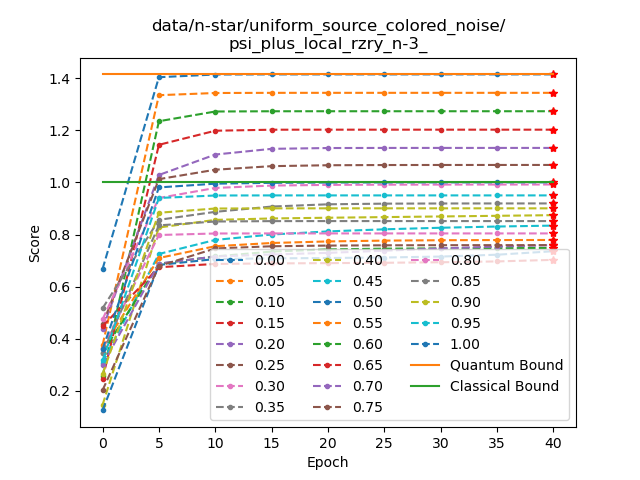 data/n-star/uniform_source_colored_noise/
psi_plus_local_rzry_n-3_
Score
1.4
1.2
1.0
0.8
0.6
0.4
0.2
0.00 0.40 0.80
0.05 0.45 0.85
0.10 0.50 0.90
0.15 0.55 0.95
0.20 0.60 1.00
0.25 0.65 Quantum Bound
0.30 0.70 Classical Bound
0.35 0.75
0 5 10 15 20 25 30 35 40
Epoch